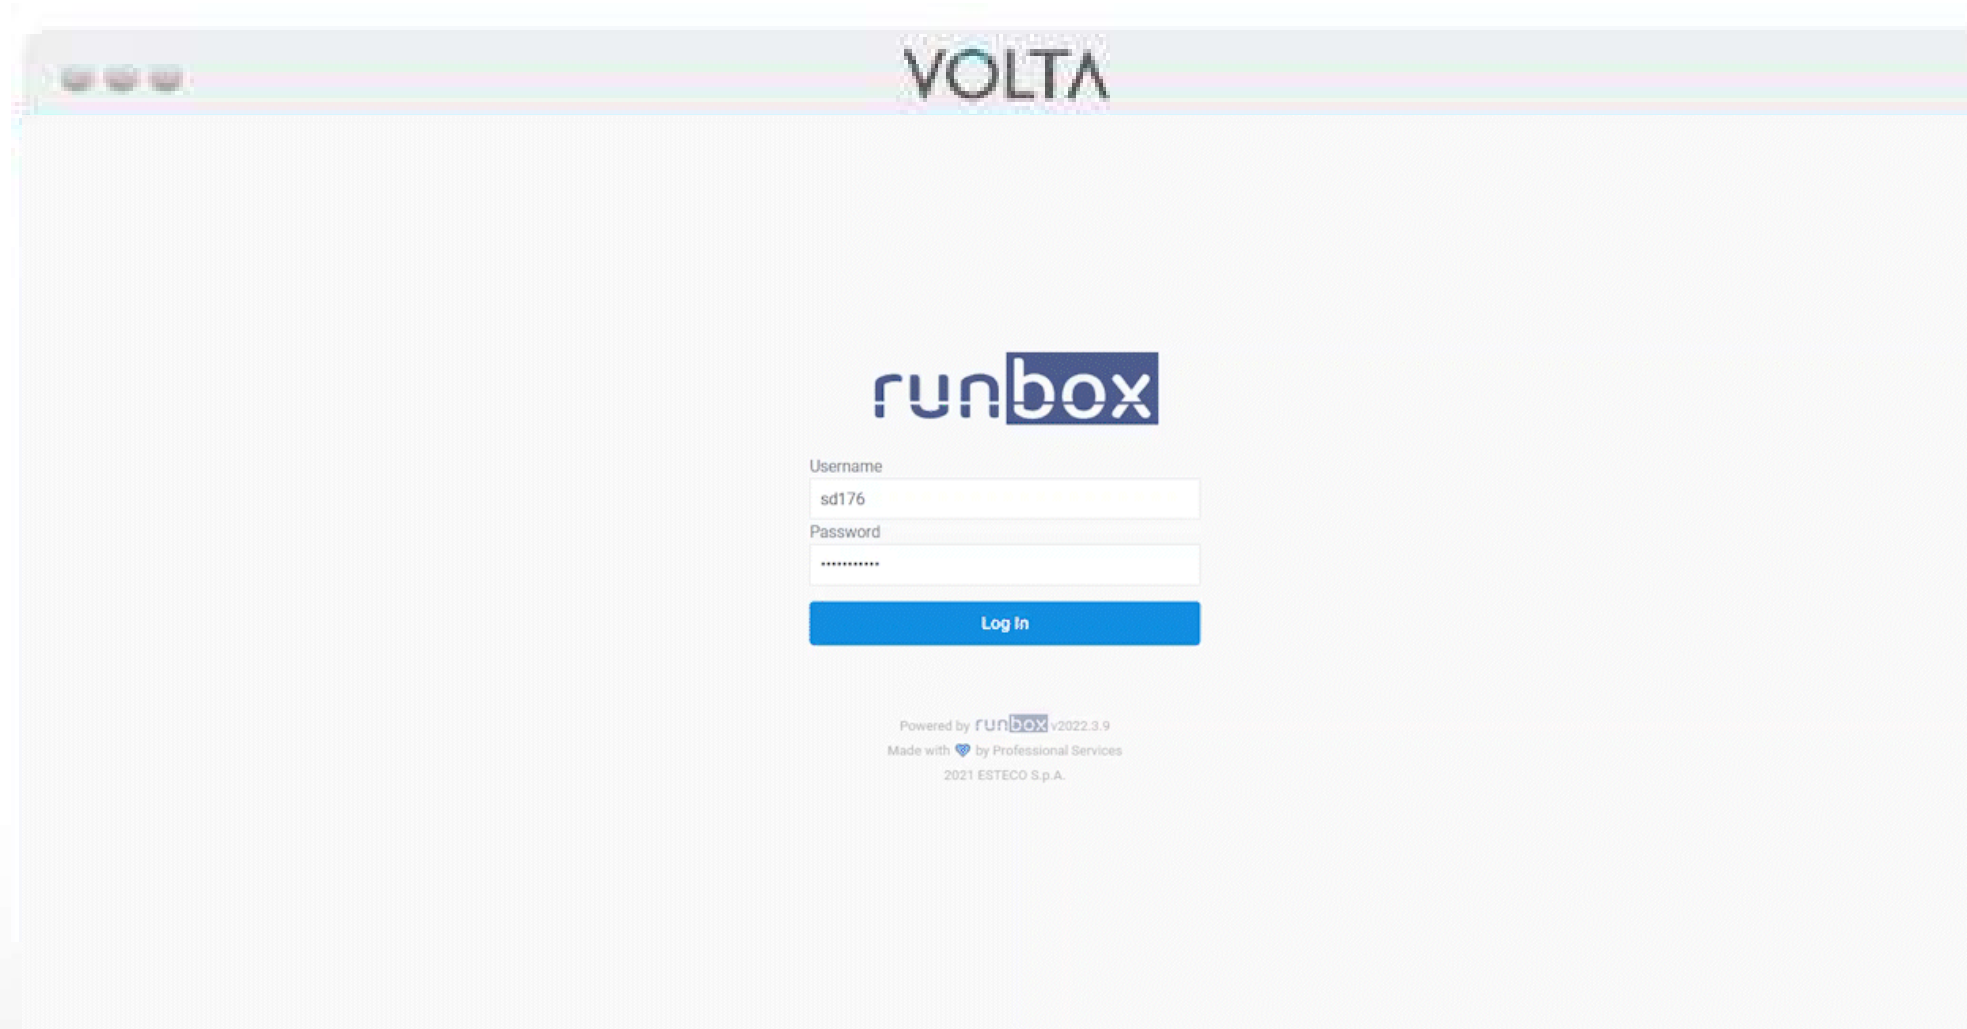 VOLTA
runbox
Username
sd176
Password
•••••••••••
Log In
Powered by runbox v2022.3.9
Made with 💙 by Professional Services
2021 ESTECO S.p.A.